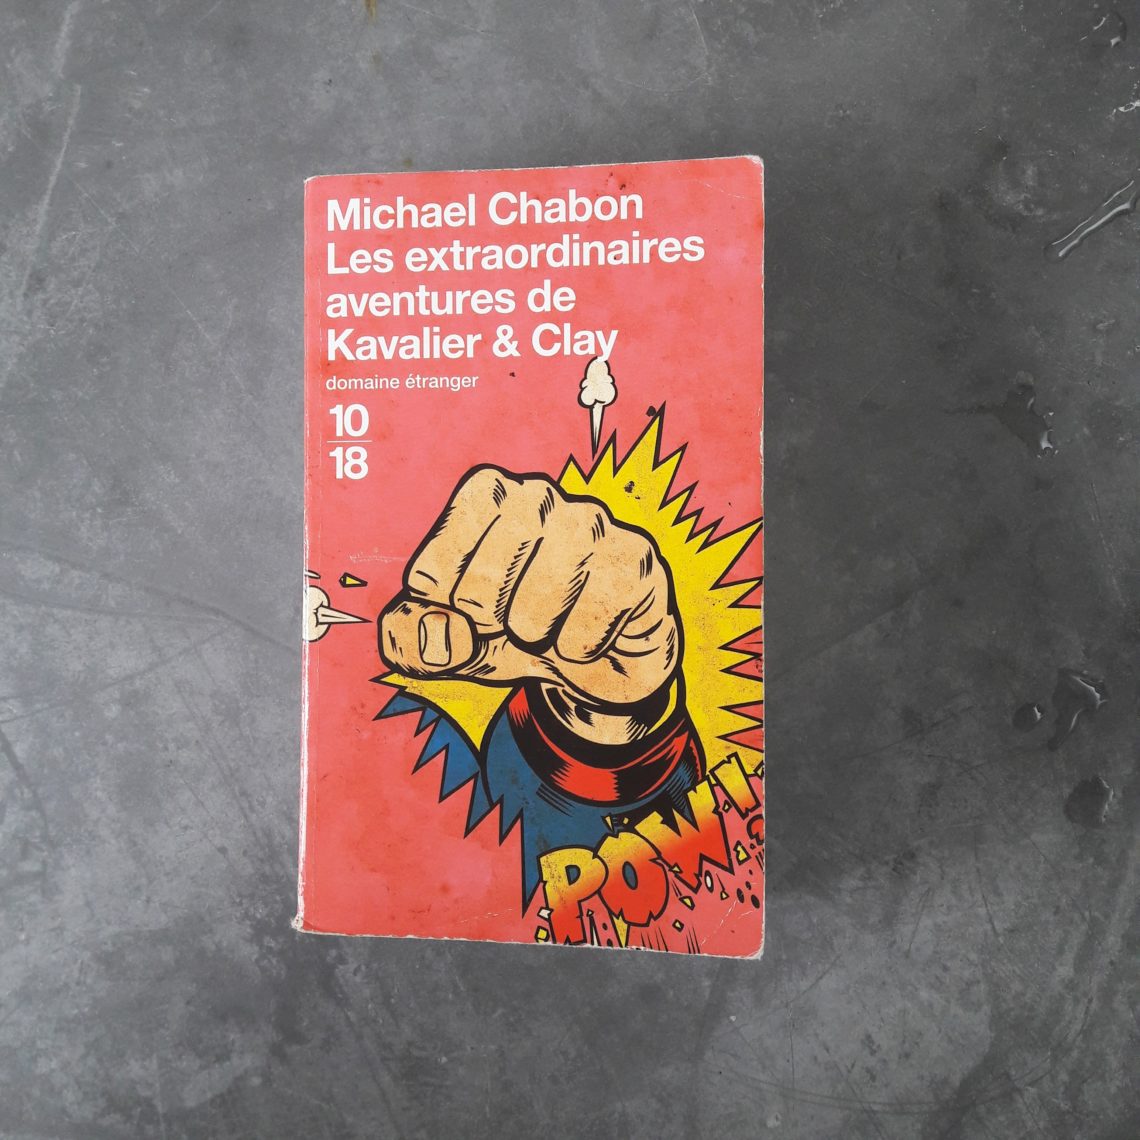 Michael Chabon
Les extraordinaires
aventures de
Kavalier & Clay
domaine étranger
10
18
POW!